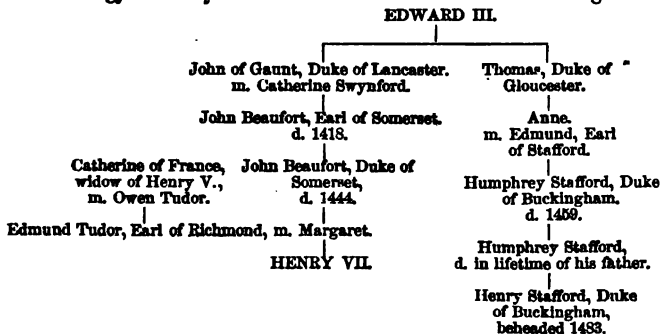 EDWARD III.
John of Gaunt, Duke of Lancaster.
m. Catherine Swynford.
Thomas, Duke of
Gloucester.
John Beaufort, Earl of Somerset.
d. 1418.
Anne.
m. Edmund, Earl
of Stafford.
Catherine of France,
widow of Henry V.,
m. Owen Tudor.
John Beaufort, Duke of
Somerset,
d. 1444.
Humphrey Stafford, Duke
of Buckingham.
d. 1459.
Edmund Tudor, Earl of Richmond, m. Margaret.
HENRY VII.
Humphrey Stafford,
d. in lifetime of his father.
Henry Stafford, Duke
of Buckingham,
beheaded 1483.